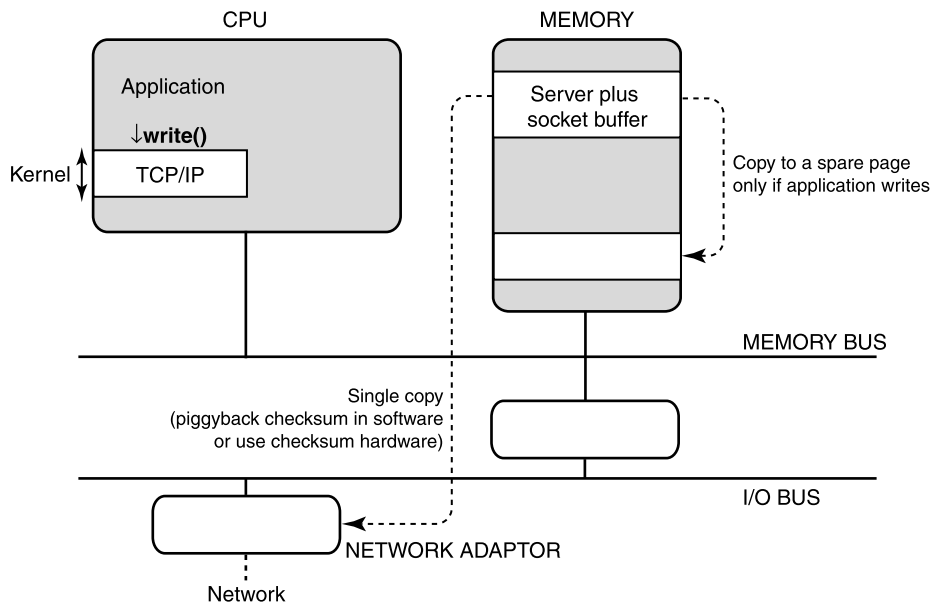 CPU
MEMORY
Application
↓write()
Kernel
TCP/IP
Server plus
socket buffer
Copy to a spare page
only if application writes
MEMORY BUS
Single copy
(piggyback checksum in software
or use checksum hardware)
I/O BUS
NETWORK ADAPTOR
Network